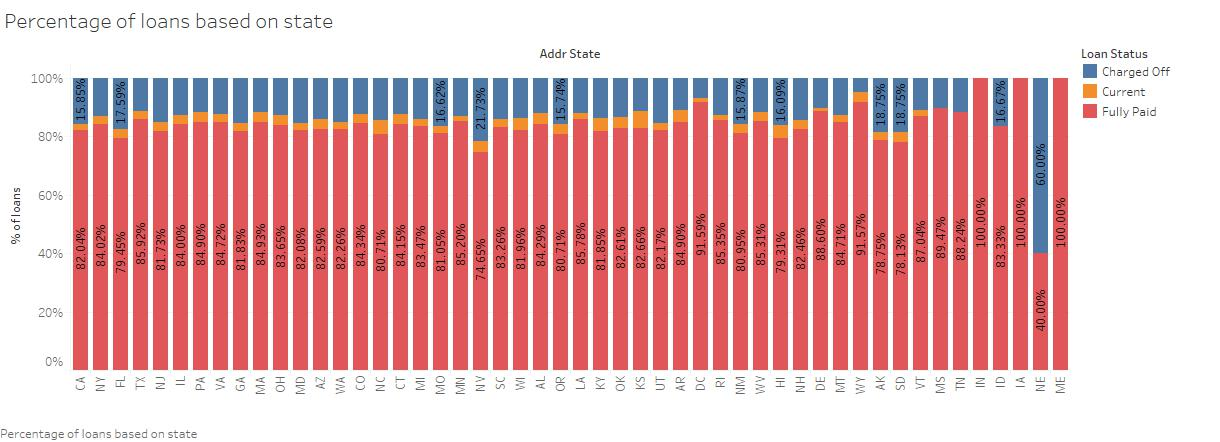 Percentage of loans based on state
Addr State
Loan Status
Charged Off
Current
Fully Paid
% of loans
100%
80%
60%
40%
20%
0%
15.85% 17.59% 16.62% 21.73% 15.74% 15.87% 16.09% 18.75% 18.75% 16.67% 60.00%
82.04% 84.02% 79.45% 85.92% 81.73% 84.00% 84.90% 84.72% 81.83% 84.93% 83.65% 82.08% 82.59% 82.26% 84.34% 80.71% 84.15% 83.47% 81.05% 85.20% 74.65% 83.26% 81.96% 84.29% 80.71% 85.78% 81.85% 82.61% 82.66% 82.17% 84.90% 91.59% 85.35% 80.95% 85.31% 79.31% 82.46% 88.60% 84.71% 91.57% 78.75% 78.13% 87.04% 89.47% 88.24% 100.00% 83.33% 100.00% 40.00% 100.00%
CA NY FL TX NJ IL PA VA GA MA OH MD AZ WA CO NC CT MI MO MN NV SC WI AL OR LA KY OK KS UT AR DC RI NM WV HI NH DE MT WY AK SD VT MS TN IN ID IA NE ME
Percentage of loans based on state